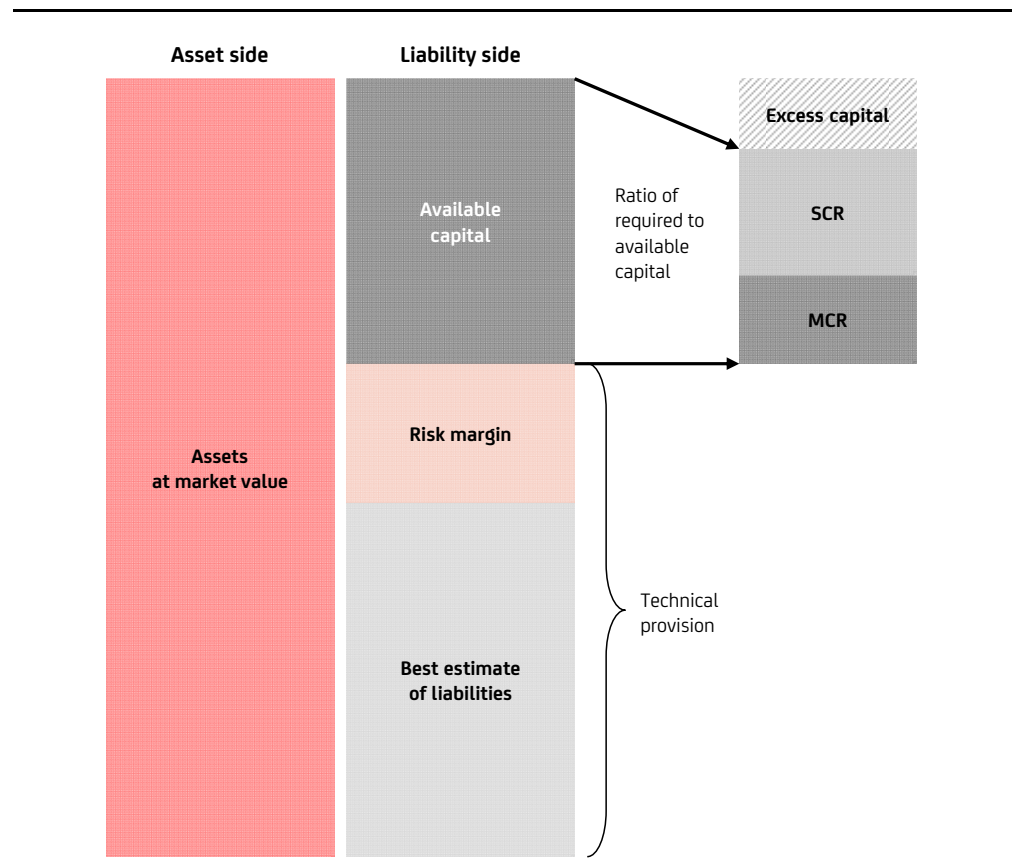 Asset side
Liability side
Excess capital
Available
capital
Ratio of
required to
available
capital
SCR
MCR
Risk margin
Assets
at market value
Technical
provision
Best estimate
of liabilities